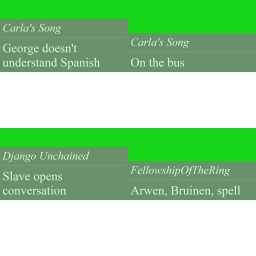 Carla's Song
George doesn't
understand Spanish
Carla's Song
On the bus
Django Unchained
Slave opens
conversation
FellowshipOfTheRing
Arwen, Bruinen, spell